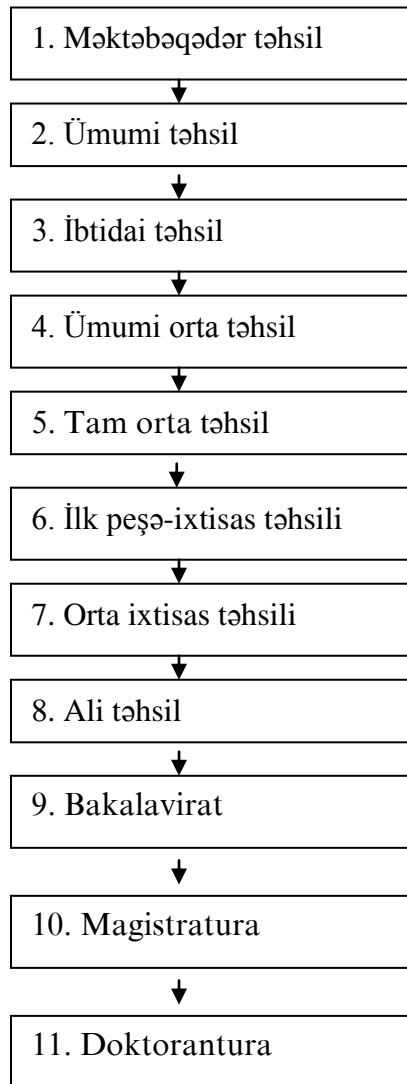 1. Məktəbəqədər təhsil
2. Ümumi təhsil
3. İbtidai təhsil
4. Ümumi orta təhsil
5. Tam orta təhsil
6. İlk peşə-ixtisas təhsili
7. Orta ixtisas təhsili
8. Ali təhsil
9. Bakalavirat
10. Magistratura
11. Doktorantura